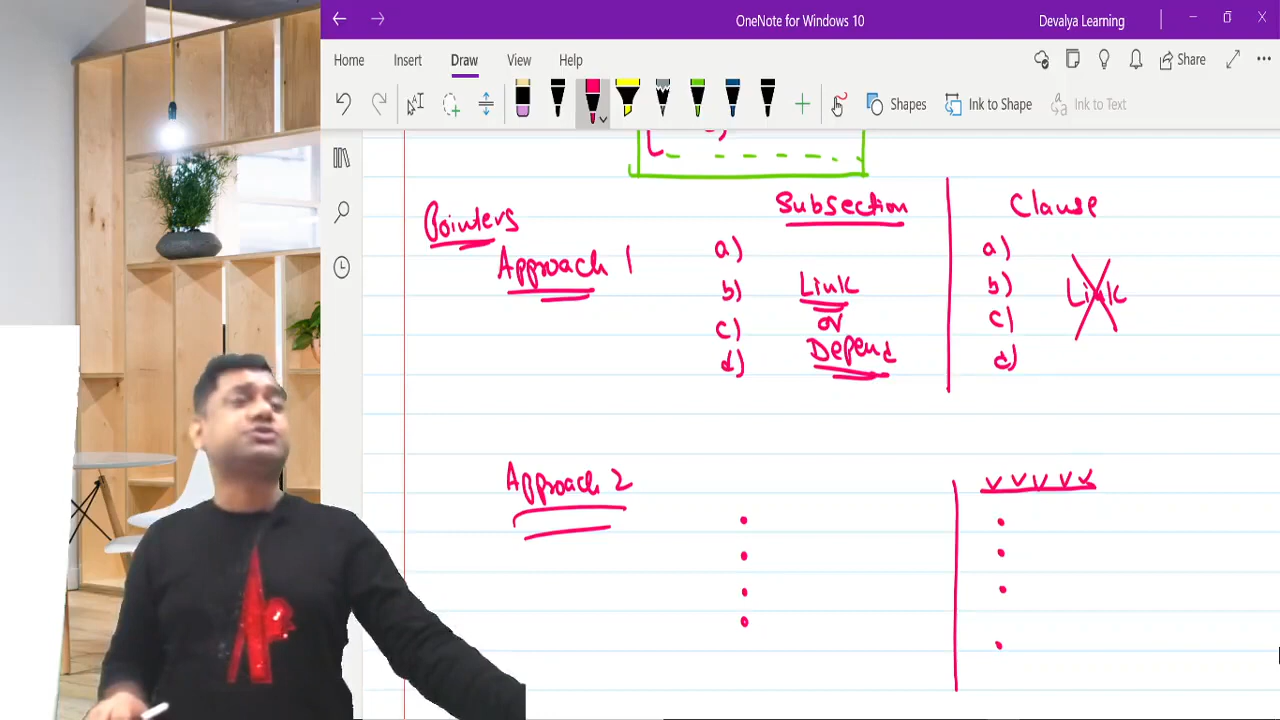 OneNote for Windows 10
Devalya Learning
Home
Insert
Draw
View
Help
Share
Shapes
Ink to Shape
Ink to Text
Pointers
Approach 1
Subsection
a)
b) Link
or
c)
Depend
d)
Clause
a)
b) Link
c)
d)
Approach 2